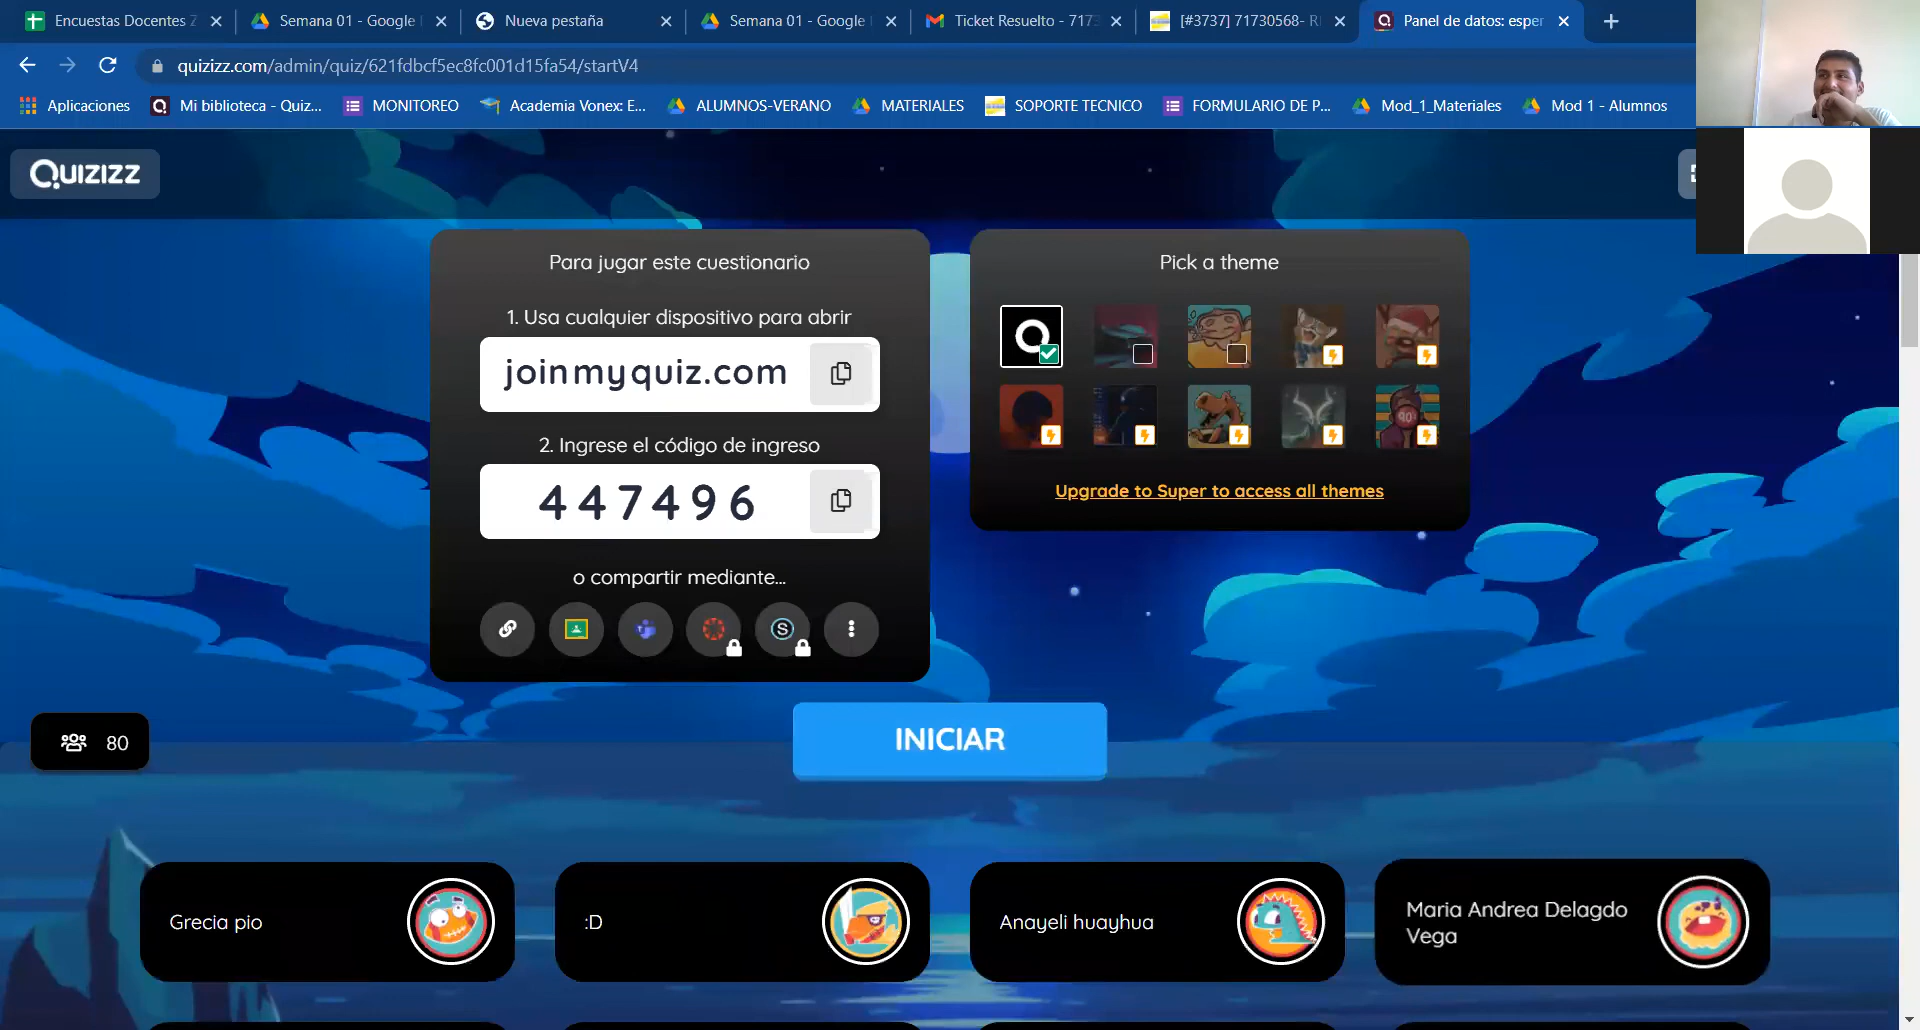 Encuestas Docentes Z
Semana 01 - Google
Nueva pestaña
Semana 01 - Google
Ticket Resuelto - 7173
[#3737] 71730568- R
Panel de datos: esper
quizizz.com/admin/quiz/621fdbcf5ec8fc001d15fa54/startV4
Aplicaciones
Mi biblioteca - Quiz...
MONITOREO
Academia Vonex: E...
ALUMNOS-VERANO
MATERIALES
SOPORTE TECNICO
FORMULARIO DE P...
Mod_1_Materiales
Mod 1 - Alumnos
QUIZIZZ
Para jugar este cuestionario
1. Usa cualquier dispositivo para abrir
joinmyquiz.com
2. Ingrese el código de ingreso
447496
o compartir mediante...
Pick a theme
Upgrade to Super to access all themes
80
INICIAR
Grecia pio
:D
Anayeli huayhua
Maria Andrea Delagdo
Vega